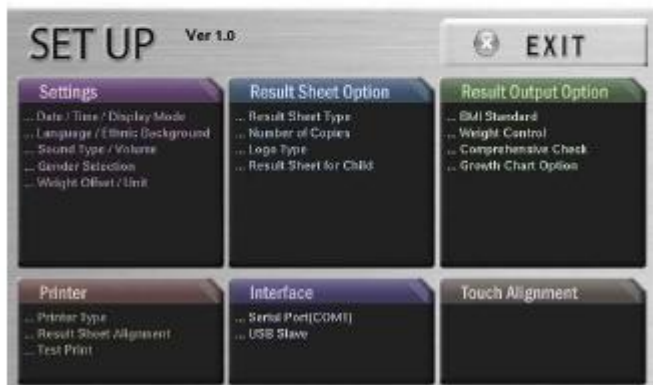 SET UP Ver 1.0
EXIT
Settings
... Date / Time / Display Mode
... Language / Ethnic Background
... Sound Type / Volume
... Gender Selection
... Weight Offset / Unit
Result Sheet Option
... Result Sheet Type
... Number of Copies
... Logo Type
... Result Sheet for Child
Result Output Option
... BMI Standard
... Weight Control
... Comprehensive Check
... Growth Chart Option
Printer
... Printer Type
... Result Sheet Alignment
... Test Print
Interface
... Serial Port(COM1)
... USB Slave
Touch Alignment